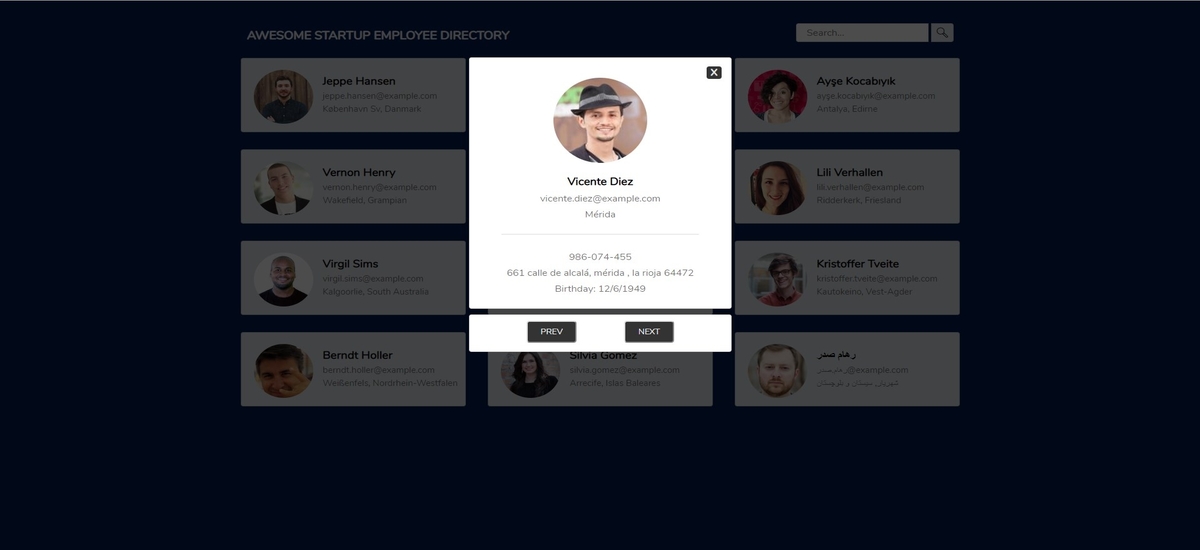 AWESOME STARTUP EMPLOYEE DIRECTORY
Search...
Jeppe Hansen
jeppe.hansen@example.com
København Sv, Danmark
X
Vicente Diez
vicente.diez@example.com
Mérida
986-074-455
661 calle de alcalá, mérida , la rioja 64472
Birthday: 12/6/1949
PREV
NEXT
Ayşe Kocabıyık
ayşe.kocabıyık@example.com
Antalya, Edirne
Vernon Henry
vernon.henry@example.com
Wakefield, Grampian
Lili Verhallen
lili.verhallen@example.com
Ridderkerk, Friesland
Virgil Sims
virgil.sims@example.com
Kalgoorlie, South Australia
Kristoffer Tveite
kristoffer.tveite@example.com
Kautokeino, Vest-Agder
Berndt Holler
berndt.holler@example.com
Weißenfels, Nordrhein-Westfalen
Silvia Gomez
silvia.gomez@example.com
Arrecife, Islas Baleares
رهام صدر
رهام.صدر@example.com
شهریار, سیستان و بلوچستان